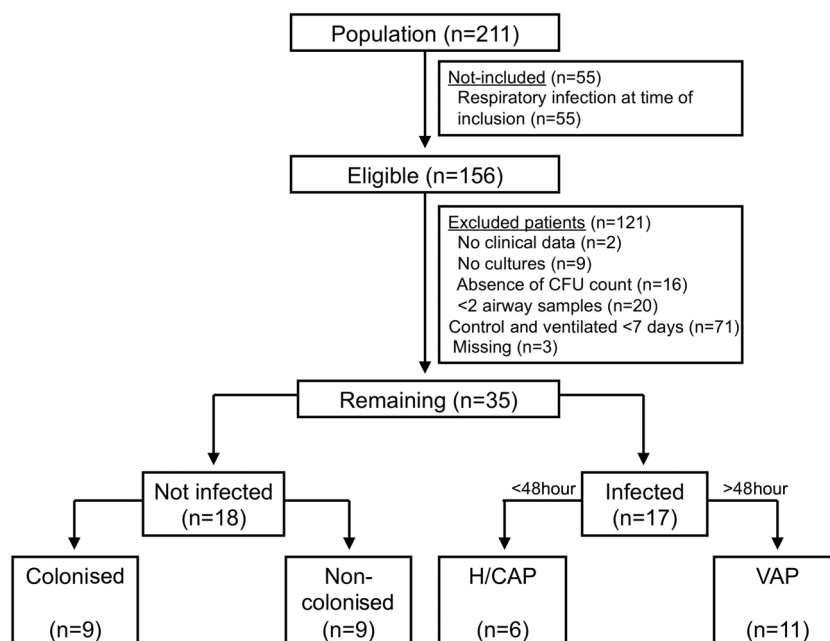 Population (n=211)
Not-included (n=55)
Respiratory infection at time of
inclusion (n=55)
Eligible (n=156)
Excluded patients (n=121)
No clinical data (n=2)
No cultures (n=9)
Absence of CFU count (n=16)
<2 airway samples (n=20)
Control and ventilated <7 days (n=71)
Missing (n=3)
Remaining (n=35)
Not infected
(n=18)
<48hour
Infected
(n=17)
>48hour
Colonised
(n=9)
Non-
colonised
(n=9)
H/CAP
(n=6)
VAP
(n=11)